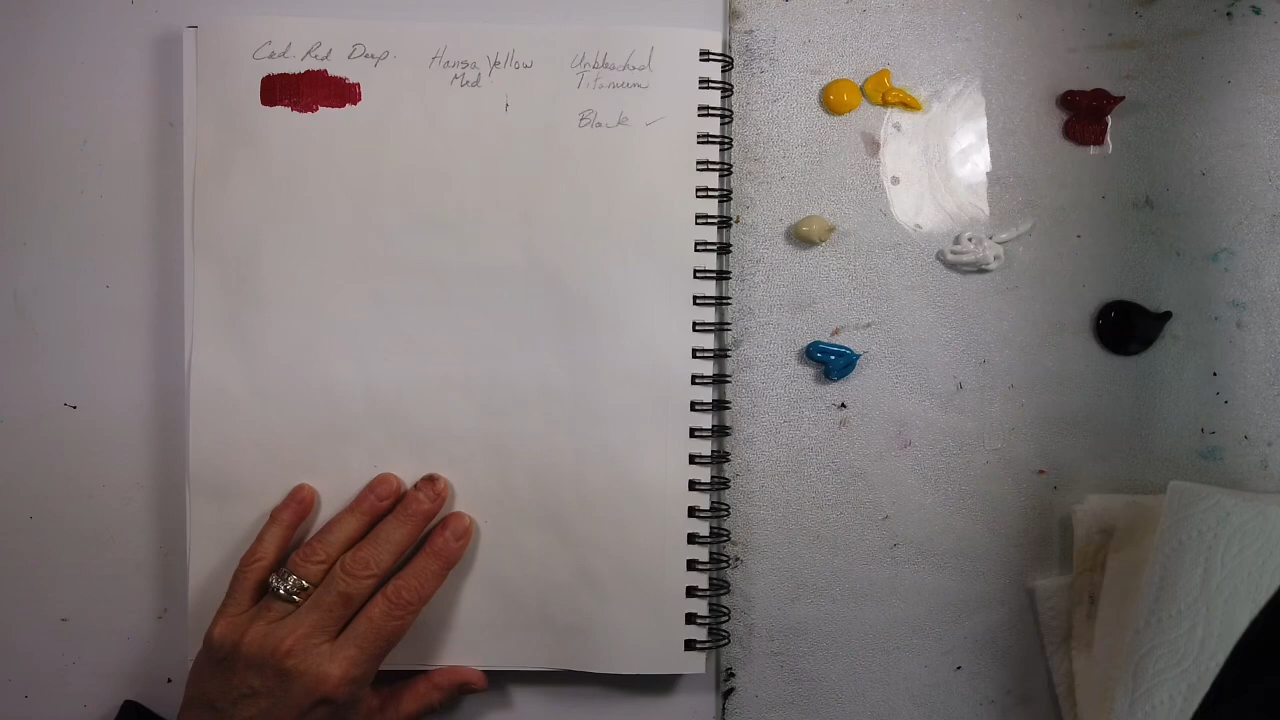 Cad. Red Deep.
Hansa Yellow
Med
Unbleached
Titanium
Black ✓